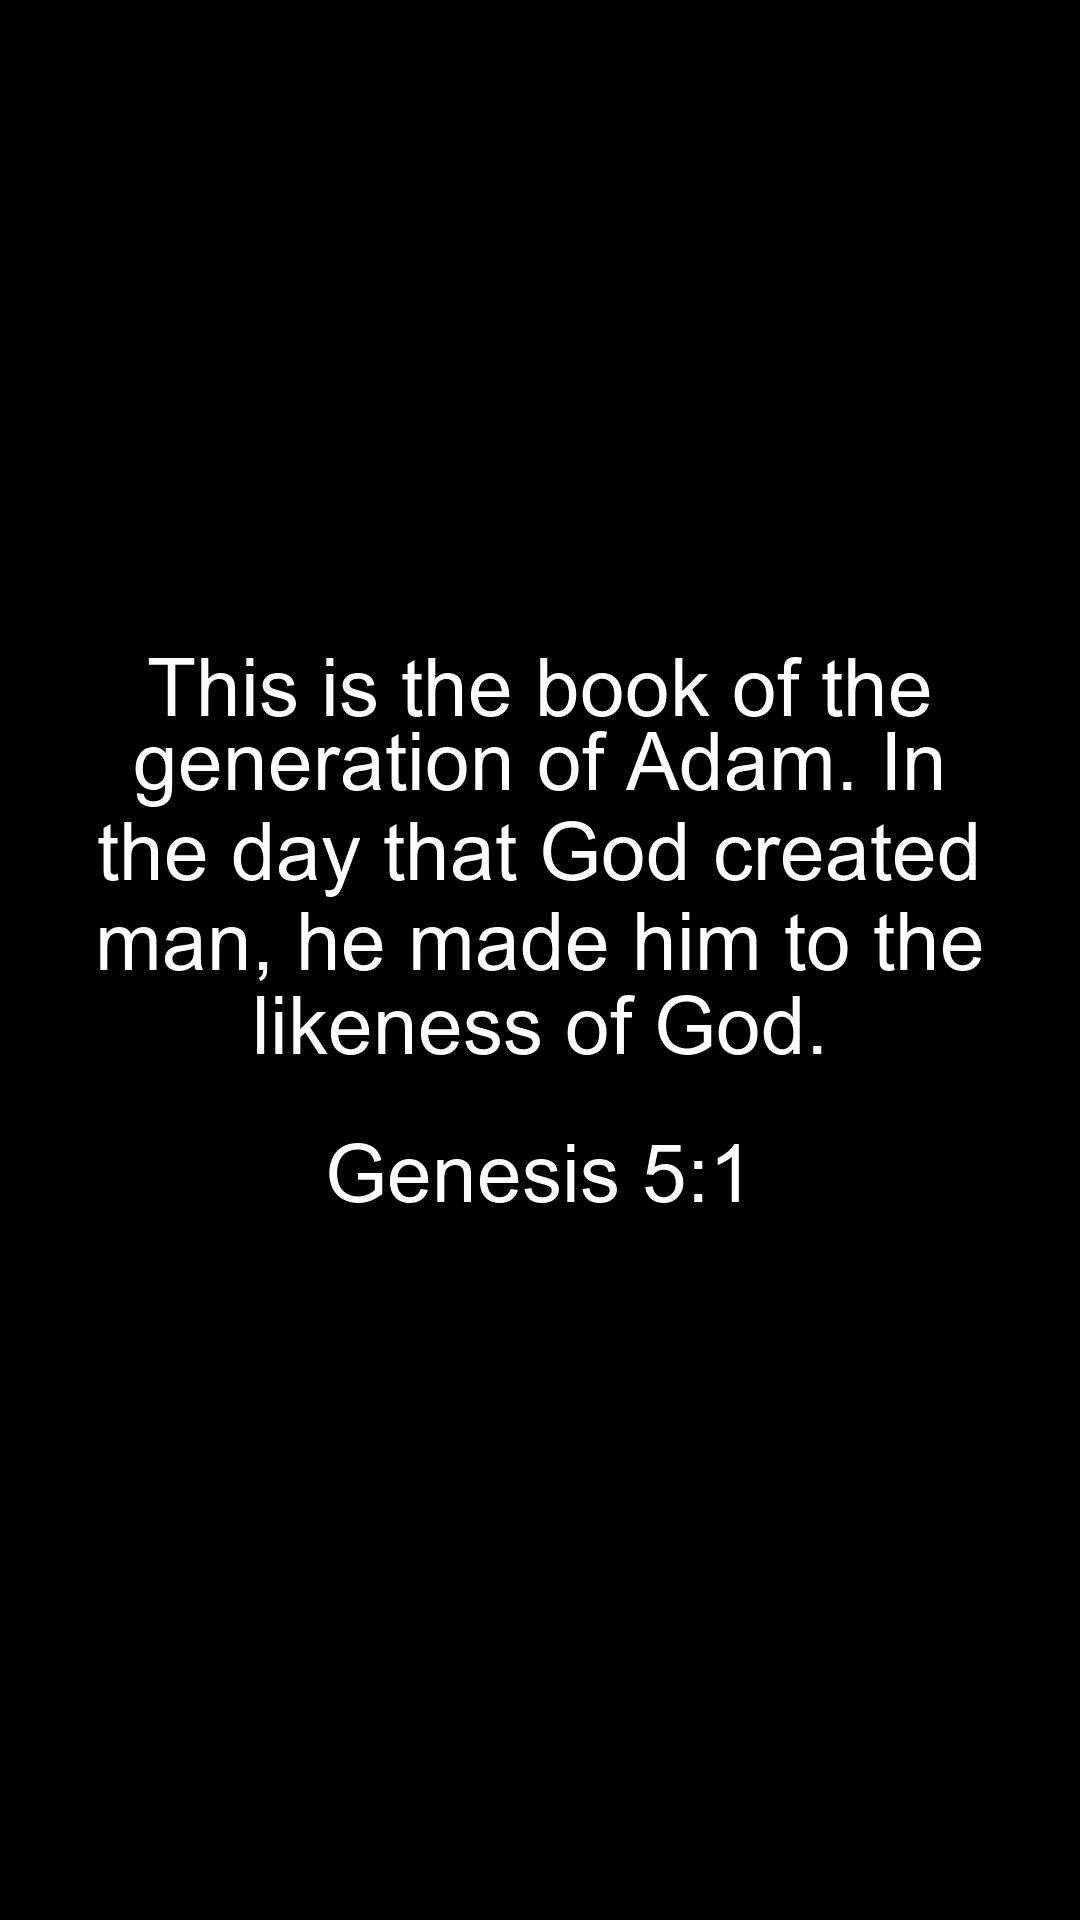 This is the book of the
generation of Adam. In
the day that God created
man, he made him to the
likeness of God.
Genesis 5:1